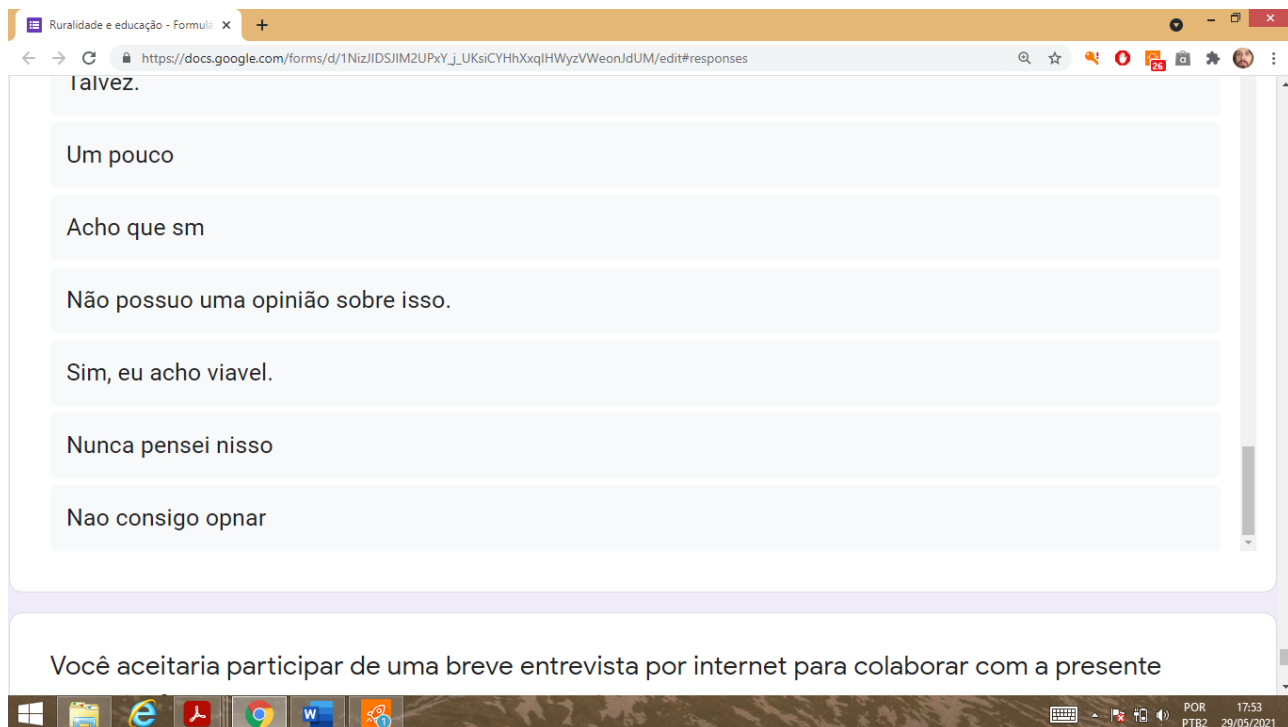 Ruralidade e educação - Formulá
https://docs.google.com/forms/d/1NizJIDSJIM2UPxY_j_UKsiCYHhXxqIHWyzVWeonJdUM/edit#responses
26
Talvez.
Um pouco
Acho que sm
Não possuo uma opinião sobre isso.
Sim, eu acho viavel.
Nunca pensei nisso
Nao consigo opnar
Você aceitaria participar de uma breve entrevista por internet para colaborar com a presente
POR 17:53
PTB2 29/05/2021